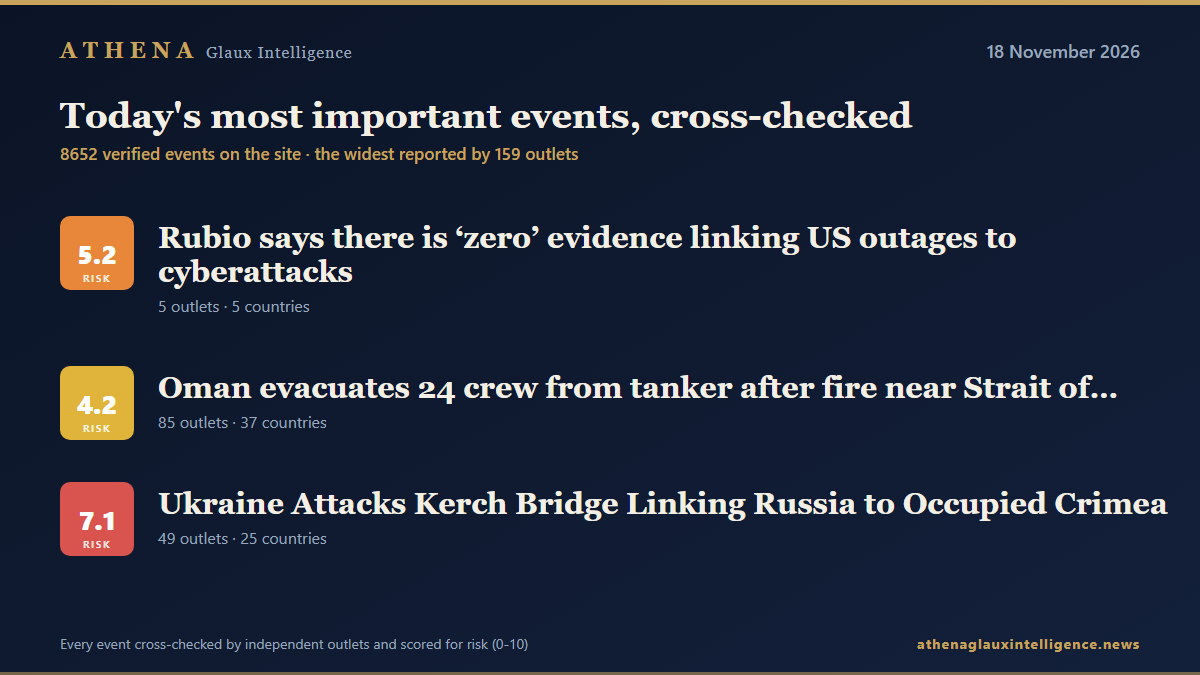 ATHENA Glaux Intelligence
18 November 2026
Today's most important events, cross-checked
8652 verified events on the site · the widest reported by 159 outlets
5.2
RISK
Rubio says there is ‘zero’ evidence linking US outages to
cyberattacks
5 outlets · 5 countries
4.2
RISK
Oman evacuates 24 crew from tanker after fire near Strait of...
85 outlets · 37 countries
7.1
RISK
Ukraine Attacks Kerch Bridge Linking Russia to Occupied Crimea
49 outlets · 25 countries
Every event cross-checked by independent outlets and scored for risk (0-10)
athenaglauxintelligence.news